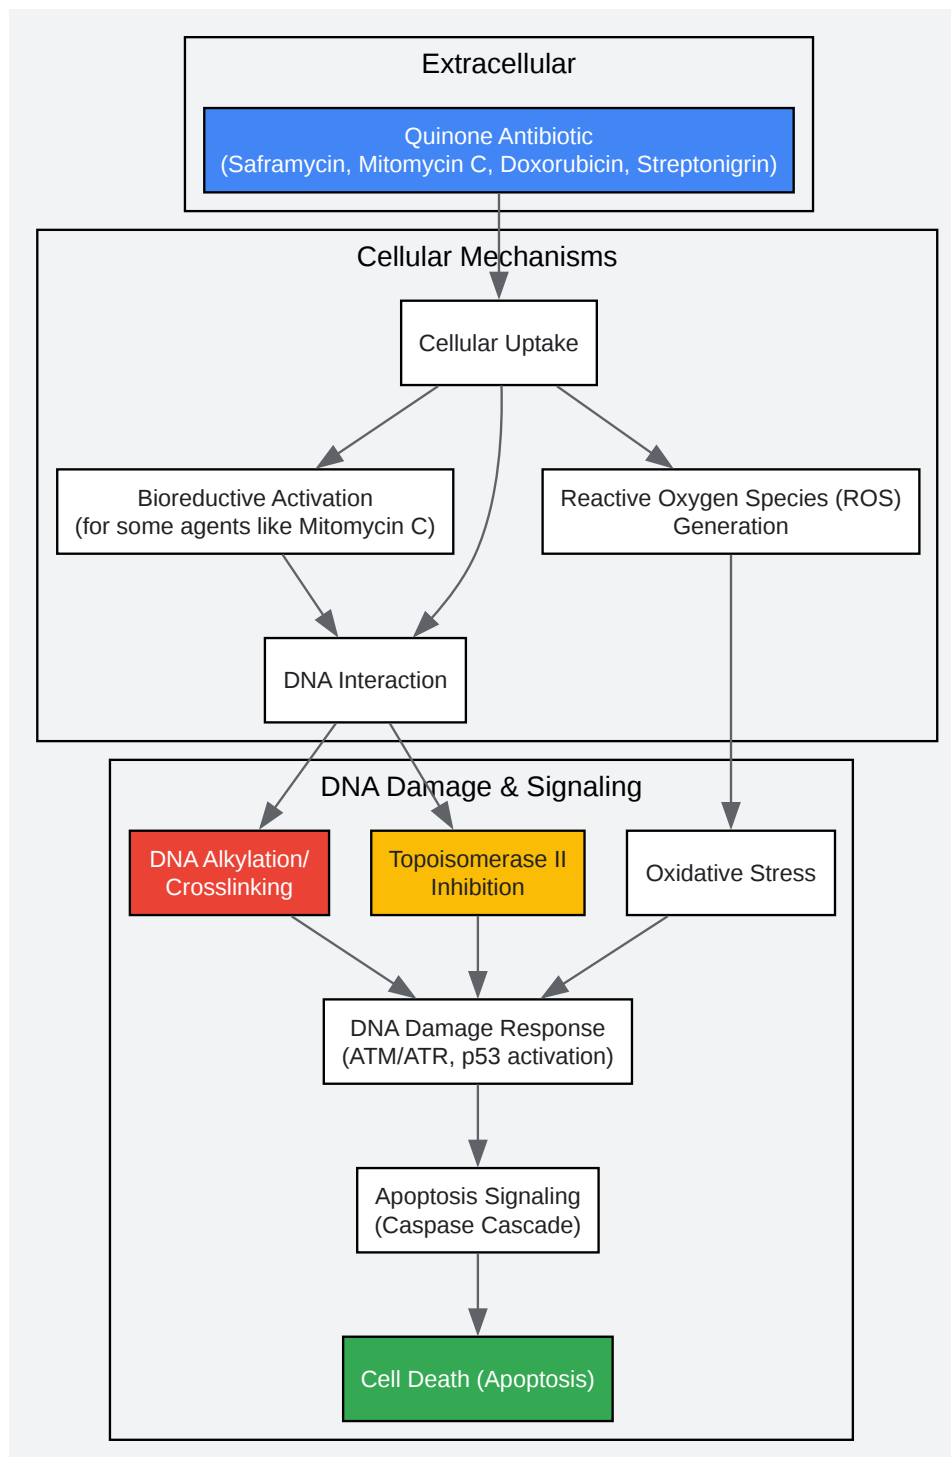 Extracellular
Quinone Antibiotic
(Saframycin, Mitomycin C, Doxorubicin, Streptonigrin)
Cellular Mechanisms
Cellular Uptake
Bioreductive Activation
(for some agents like Mitomycin C)
Reactive Oxygen Species (ROS)
Generation
DNA Interaction
DNA Damage & Signaling
DNA Alkylation/
Crosslinking
Topoisomerase II
Inhibition
Oxidative Stress
DNA Damage Response
(ATM/ATR, p53 activation)
Apoptosis Signaling
(Caspase Cascade)
Cell Death (Apoptosis)